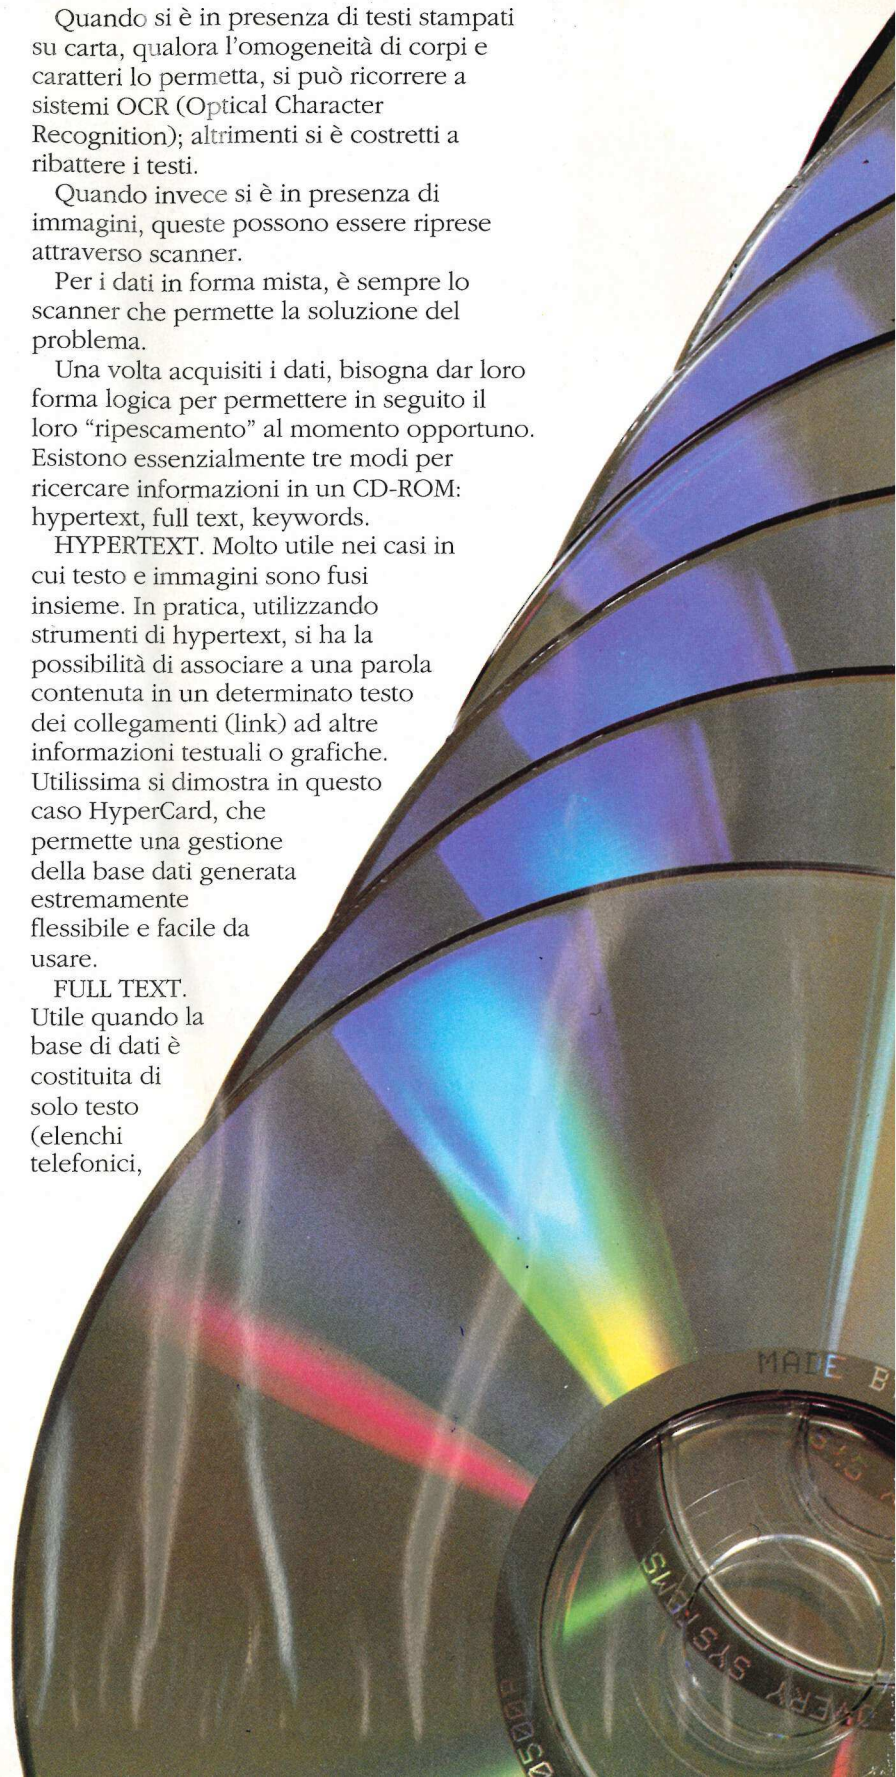 Quando si è in presenza di testi stampati
su carta, qualora l'omogeneità di corpi e
caratteri lo permetta, si può ricorrere a
sistemi OCR (Optical Character
Recognition); altrimenti si è costretti a
ribattere i testi.
Quando invece si è in presenza di
immagini, queste possono essere riprese
attraverso scanner.
Per i dati in forma mista, è sempre lo
scanner che permette la soluzione del
problema.
Una volta acquisiti i dati, bisogna dar loro
forma logica per permettere in seguito il
loro “ripescamento” al momento opportuno.
Esistono essenzialmente tre modi per
ricercare informazioni in un CD-ROM:
hypertext, full text, keywords.
HYPERTEXT. Molto utile nei casi in
cui testo e immagini sono fusi
insieme. In pratica, utilizzando
strumenti di hypertext, si ha la
possibilità di associare a una parola
contenuta in un determinato testo
dei collegamenti (link) ad altre
informazioni testuali o grafiche.
Utilissima si dimostra in questo
caso HyperCard, che
permette una gestione
della base dati generata
estremamente
flessibile e facile da
usare.
FULL TEXT.
Utile quando la
base di dati è
costituita di
solo testo
(elenchi
telefonici,
MADE B
SYSTEMS